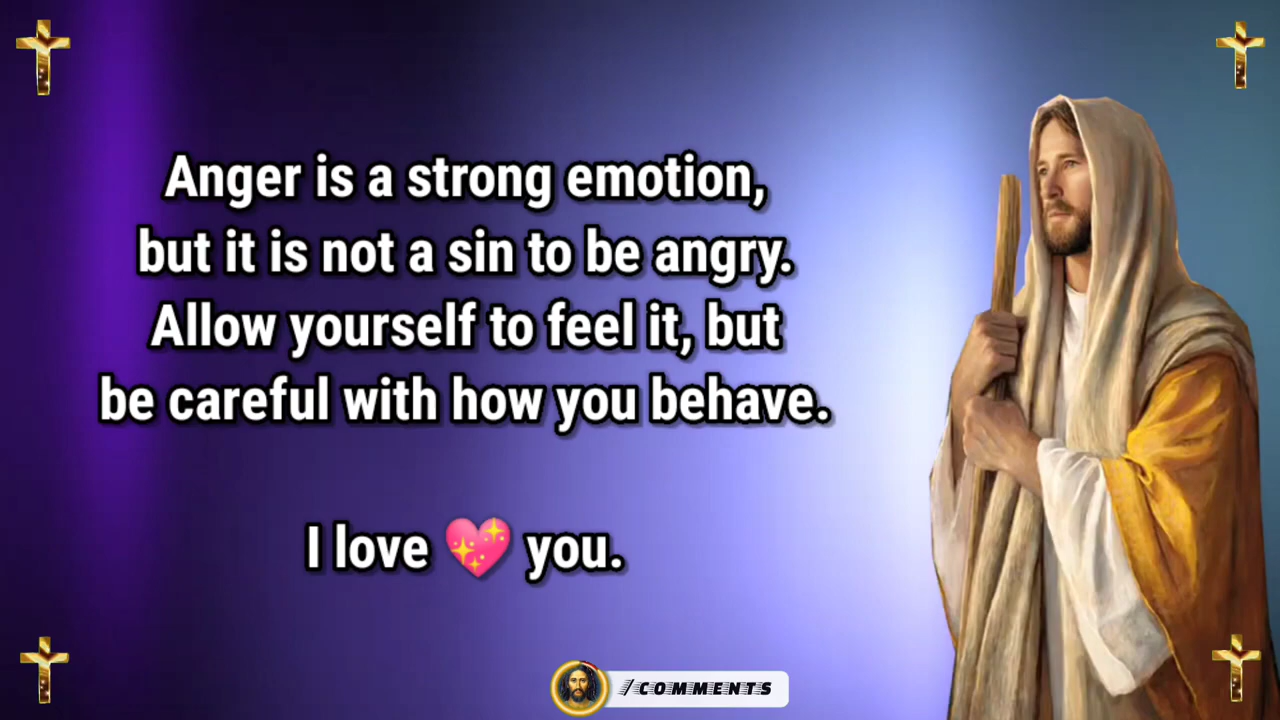 Anger is a strong emotion,
but it is not a sin to be angry.
Allow yourself to feel it, but
be careful with how you behave.
I love 💖 you.
/COMMENTS